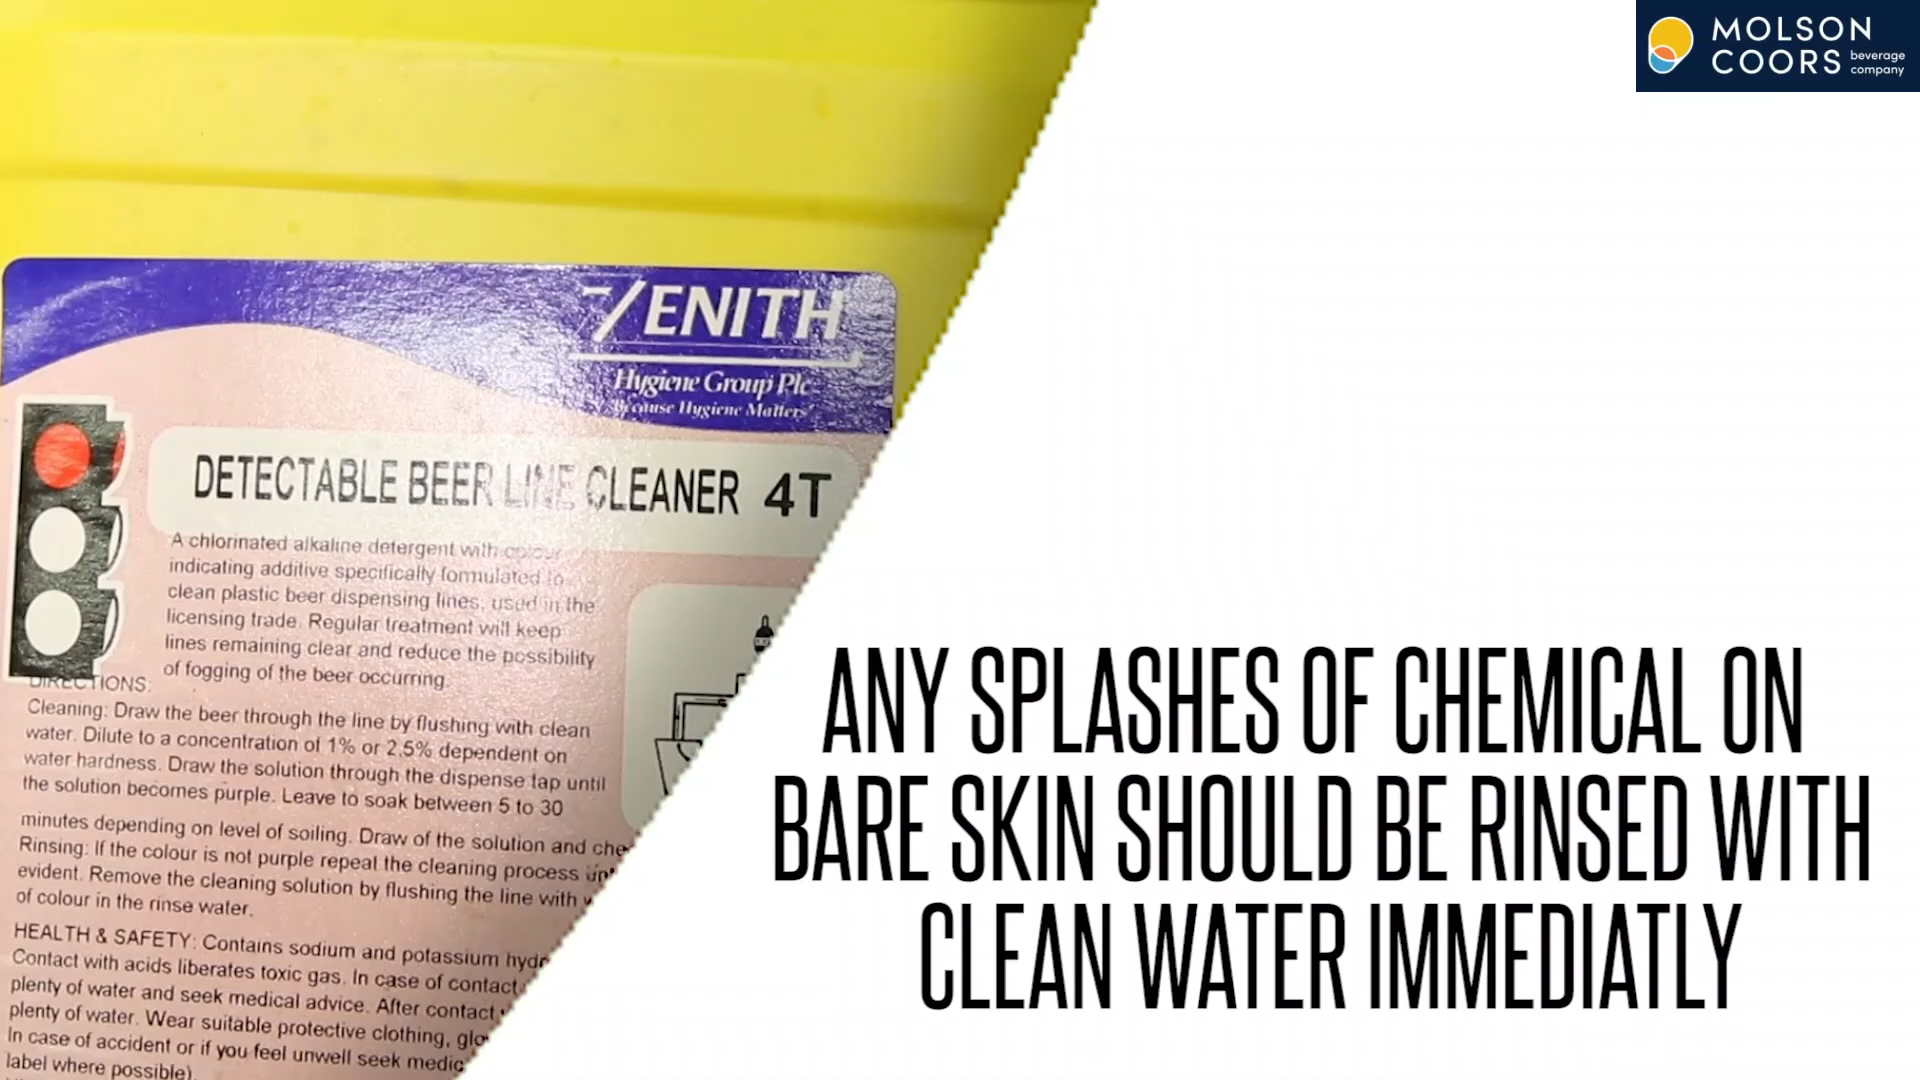 MOLSON
COORS beverage
company
ZENITH
Hygiene Group Plc
Because Hygiene Matters
DETECTABLE BEER LINE CLEANER 4T
A chlorinated alkaline detergent with colour
indicating additive specifically formulated to
clean plastic beer dispensing lines, used in the
licensing trade. Regular treatment will keep
lines remaining clear and reduce the possibility
of fogging of the beer occurring.
DIRECTIONS:
Cleaning: Draw the beer through the line by flushing with clean
water. Dilute to a concentration of 1% or 2.5% dependent on
water hardness. Draw the solution through the dispense tap until
the solution becomes purple. Leave to soak between 5 to 30
minutes depending on level of soiling. Draw of the solution and
Rinsing: If the colour is not purple repeat the cleaning process
evident. Remove the cleaning solution by flushing the line with
of colour in the rinse water.
HEALTH & SAFETY: Contains sodium and potassium
Contact with acids liberates toxic gas. In case of contact
plenty of water and seek medical advice. After contact
plenty of water. Wear suitable protective clothing,
In case of accident or if you feel unwell seek
label where possible).
ANY SPLASHES OF CHEMICAL ON
BARE SKIN SHOULD BE RINSED WITH
CLEAN WATER IMMEDIATLY